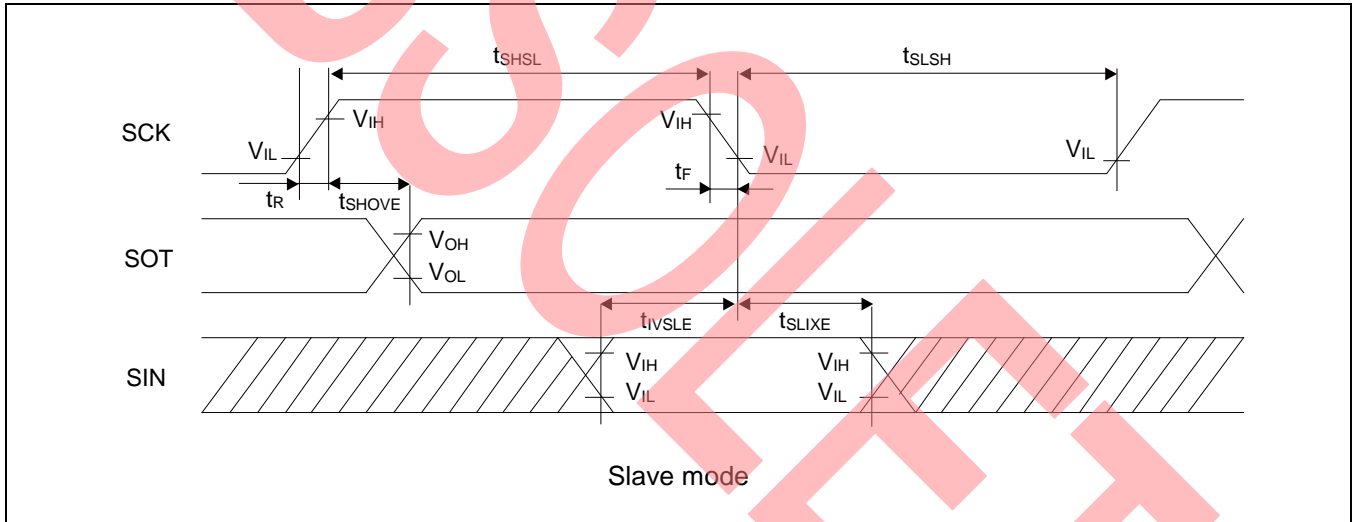 tSHSL
tSLSH
SCK
VIH
VIH
VIL
VIL
VIL
tR
tSHOVE
tF
SOT
VOH
VOL
tIVSLE
tSLIXE
SIN
VIH
VIH
VIL
VIL
Slave mode